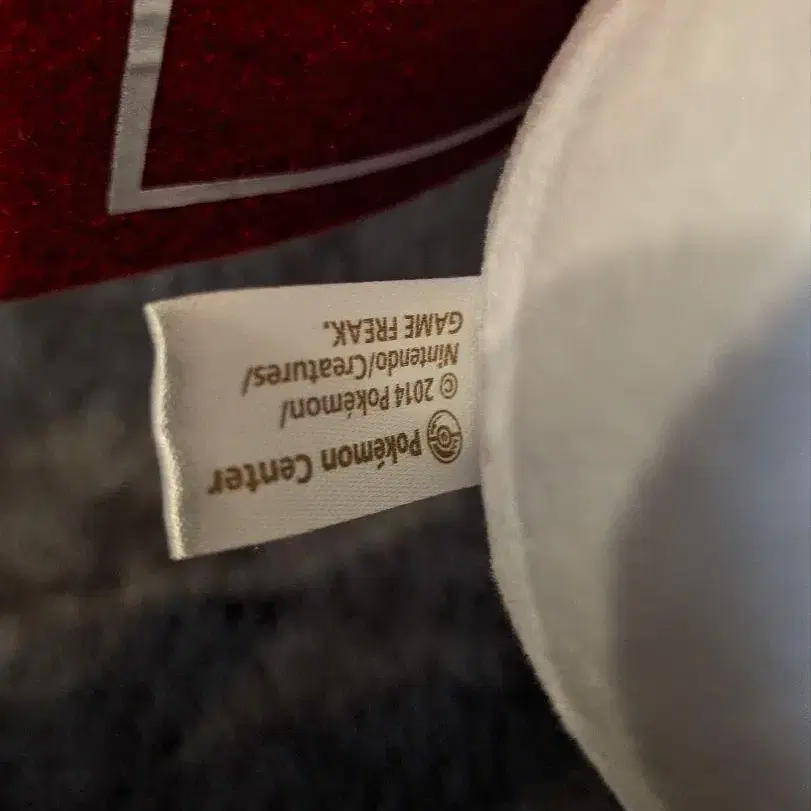 Pokémon Center
© 2014 Pokémon/
Nintendo/Creatures/
GAME FREAK.